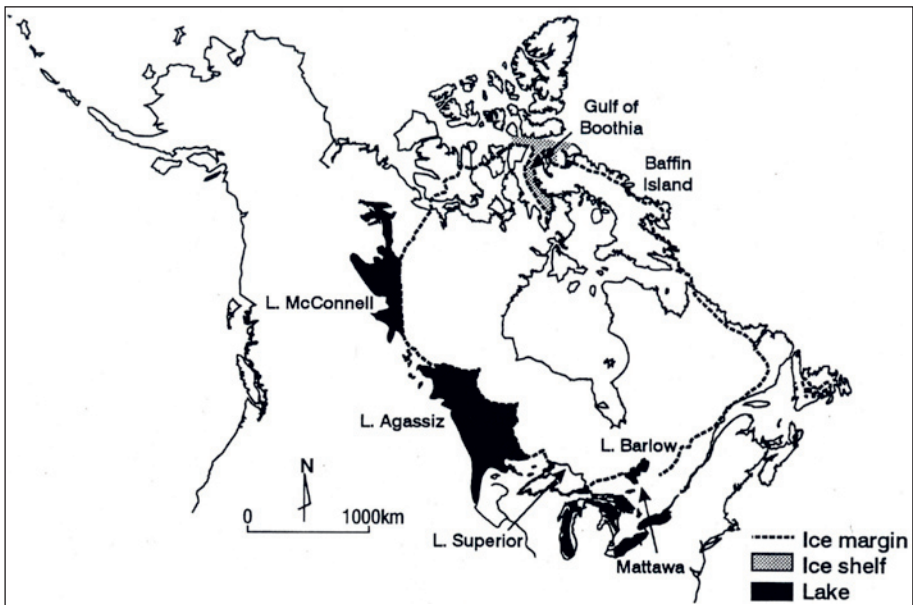 Gulf of
Boothia
Baffin
Island
L. McConnell
L. Agassiz
L. Barlow
N
0 1000km
L. Superior
Mattawa
Ice margin
Ice shelf
Lake